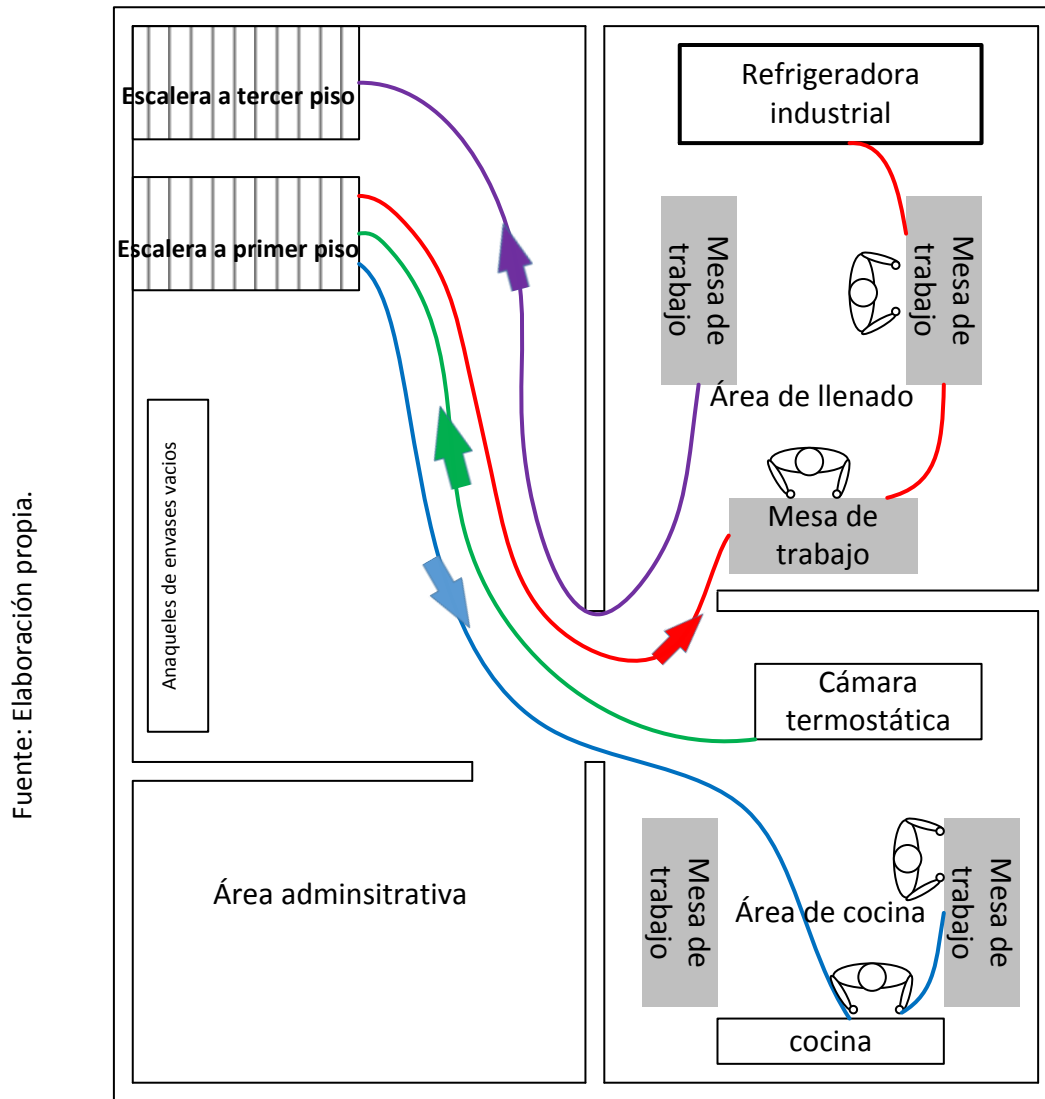 Fuente: Elaboración propia.
Escalera a tercer piso
Escalera a primer piso
Anaqueles de envases vacios
Refrigeradora
industrial
Mesa de
trabajo
Mesa de
trabajo
Área de llenado
Mesa de
trabajo
Cámara
termostática
Área adminsitrativa
Mesa de
trabajo
Área de cocina
Mesa de
trabajo
cocina